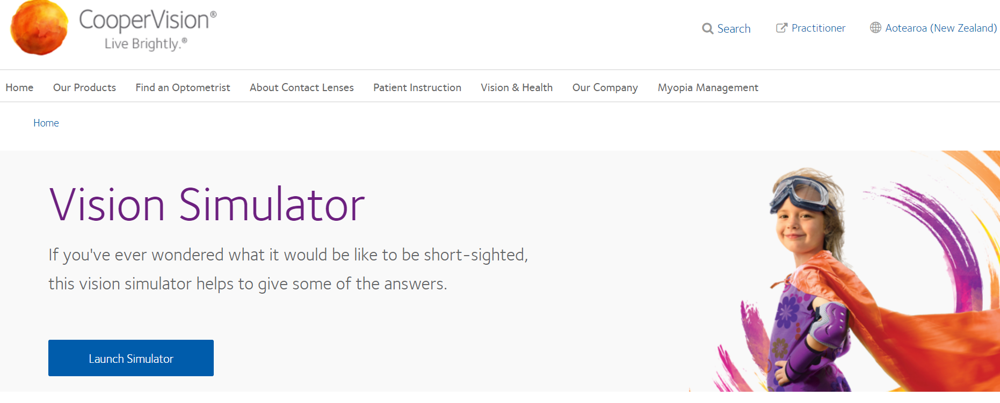 CooperVision®
Live Brightly.®
Search
Practitioner
Aotearoa (New Zealand)
Home
Our Products
Find an Optometrist
About Contact Lenses
Patient Instruction
Vision & Health
Our Company
Myopia Management
Home
Vision Simulator
If you've ever wondered what it would be like to be short-sighted,
this vision simulator helps to give some of the answers.
Launch Simulator